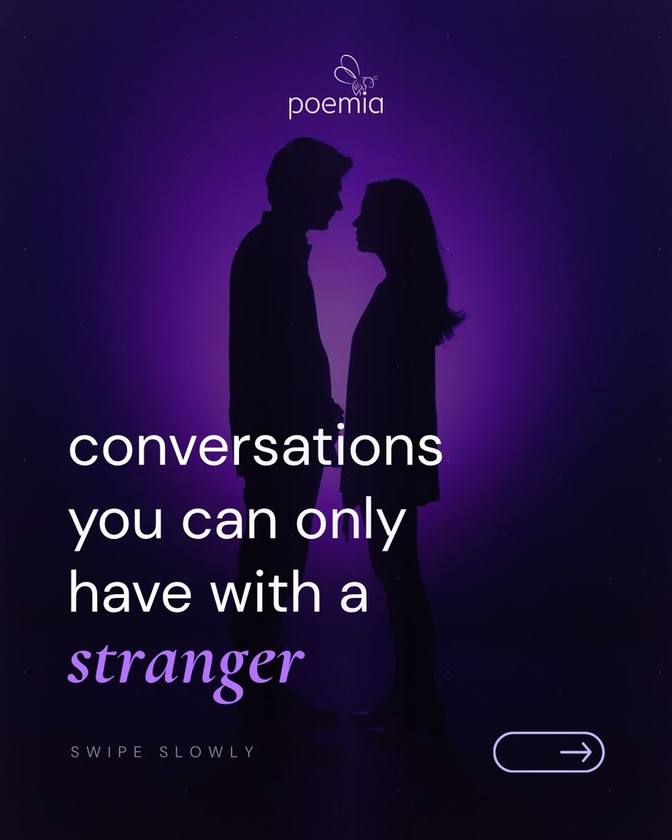 poemia
conversations
you can only
have with a
stranger
SWIPE SLOWLY